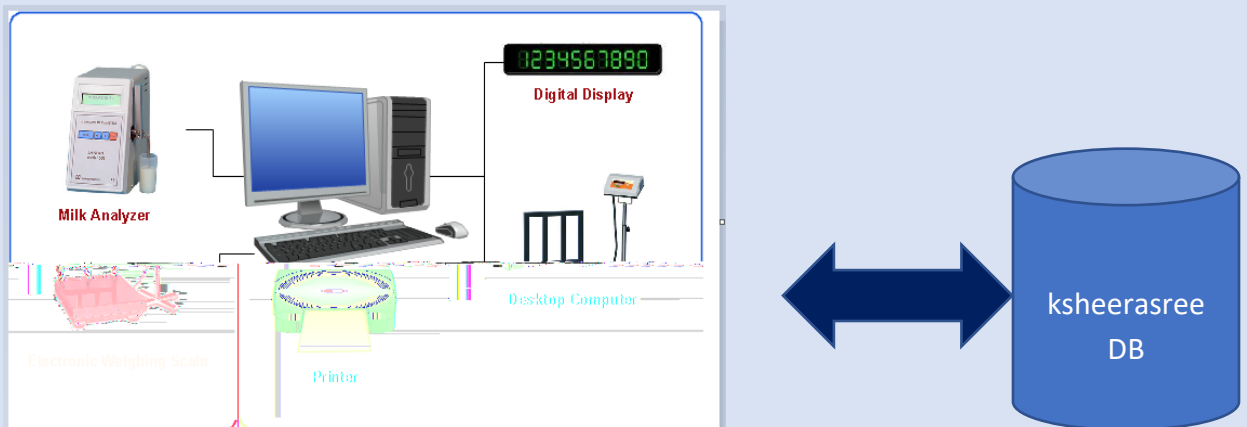 1234567890
Digital Display
Milk Analyzer
Desktop Computer
Electronic Weighing Scale
Printer
ksheerasree
DB